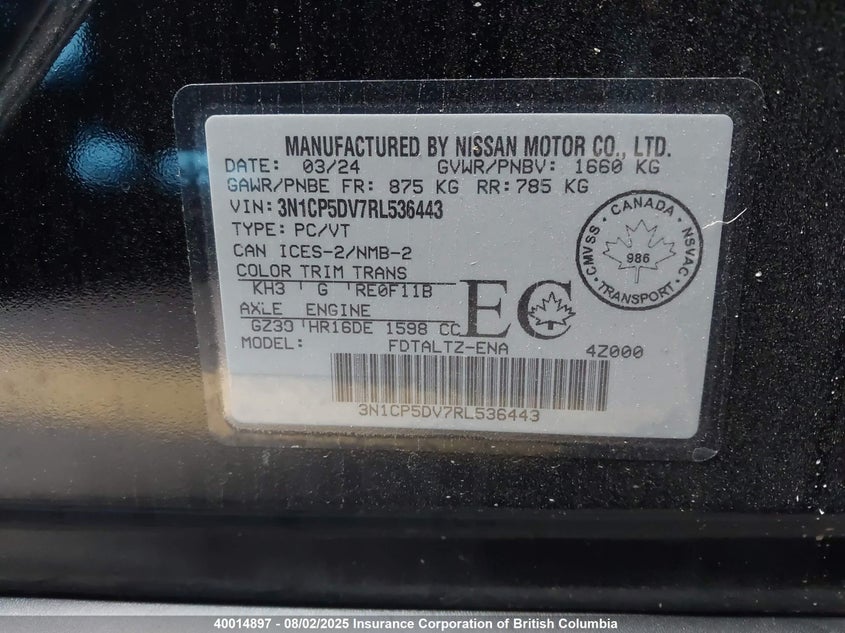 MANUFACTURED BY NISSAN MOTOR CO., LTD.
DATE: 03/24 GVWR/PNBV: 1660 KG
GAWR/PNBE FR: 875 KG RR: 785 KG
VIN: 3N1CP5DV7RL536443
TYPE: PC/VT
CAN ICES-2/NMB-2
COLOR TRIM TRANS
KH3 ' G ' RE0F11B
AXLE ENGINE
GZ39 'HR16DE 1598 CC
MODEL: FDTALTZ-ENA 4Z000
EC
CANADA
CMVSS NSVAC
986
TRANSPORT
3N1CP5DV7RL536443
40014897 - 08/02/2025 Insurance Corporation of British Columbia